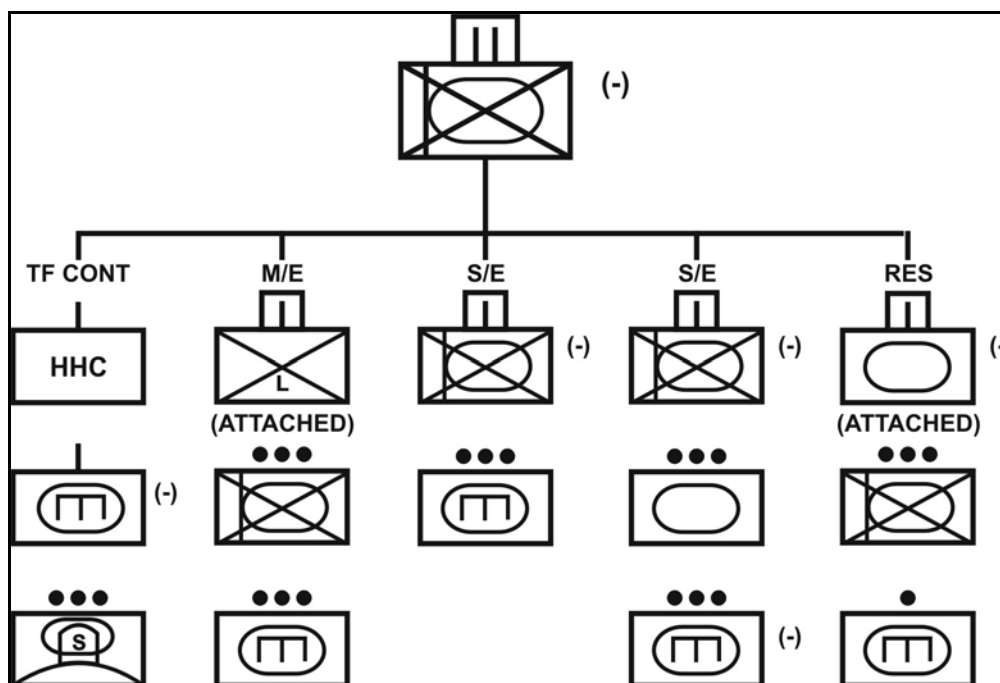 (-)
TF CONT M/E S/E S/E RES
HHC L (-) (-) (-
(ATTACHED) (ATTACHED)
(-)
S (-)